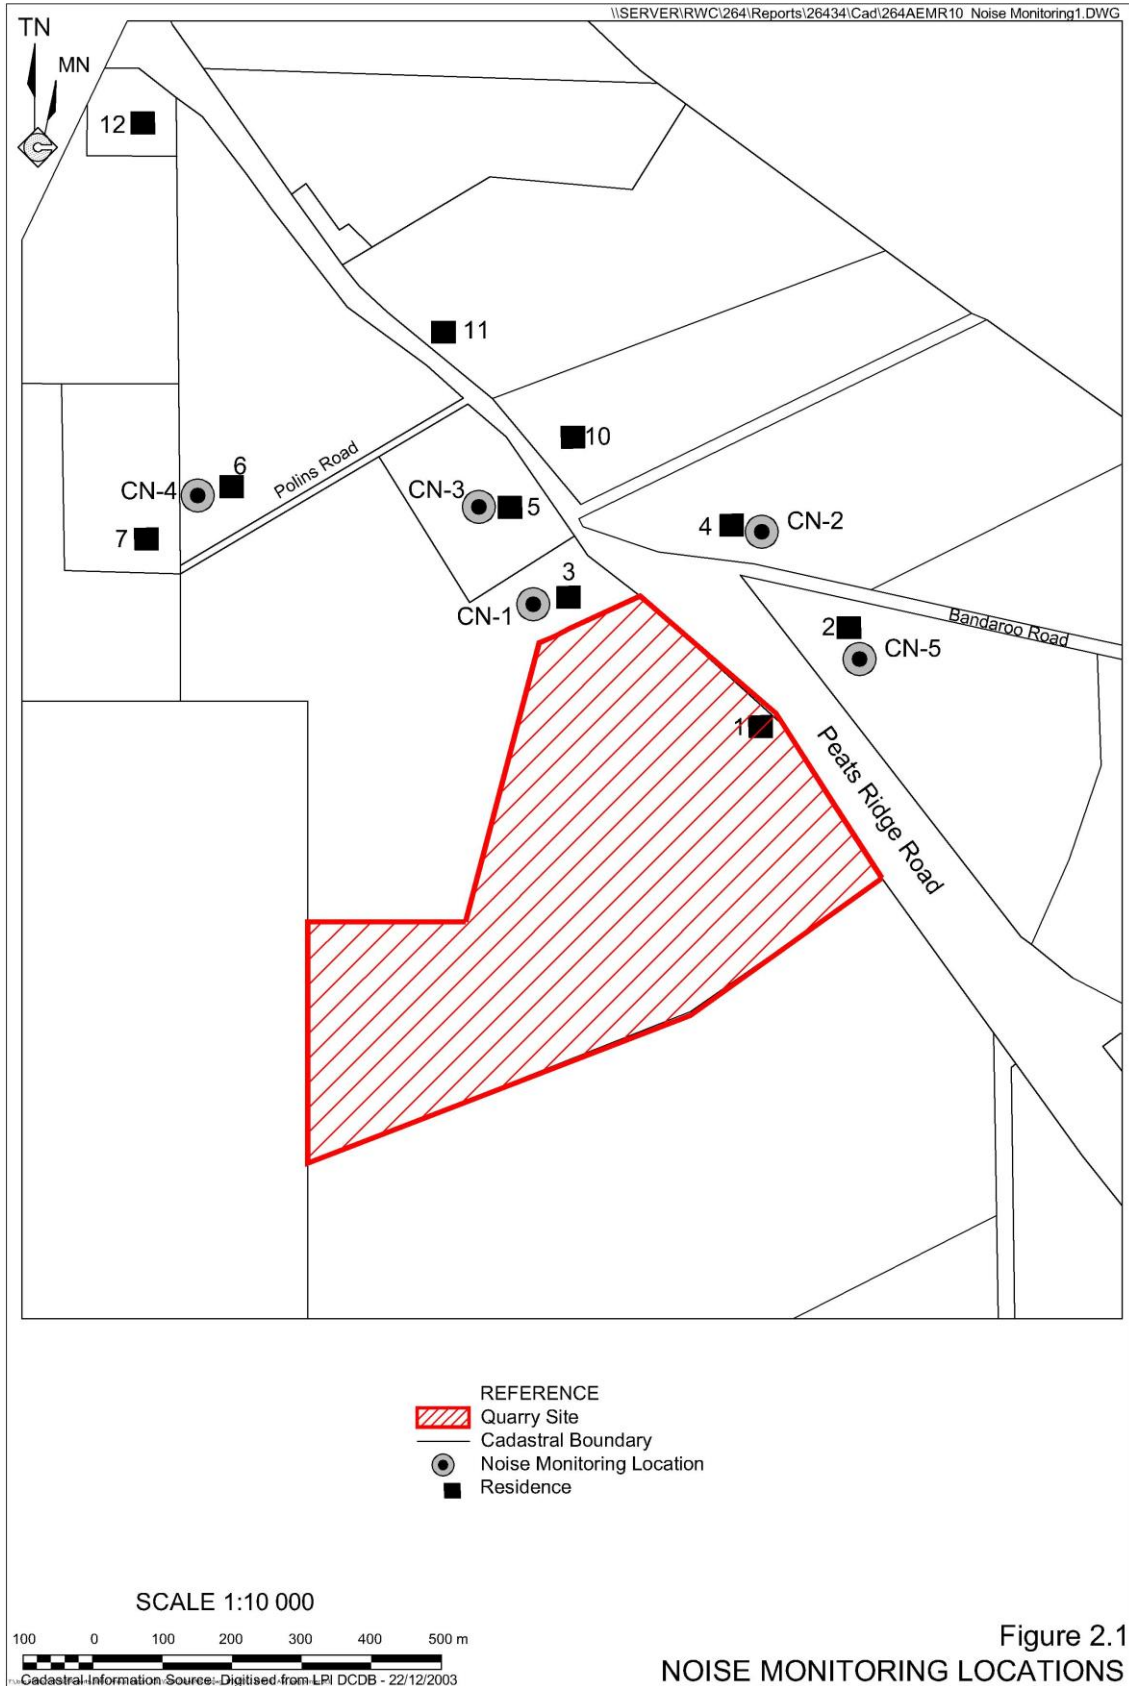 \\SERVER\RWC\264\Reports\26434\Cad\264AEMR10_Noise Monitoring1.DWG
TN
MN
12
11
10
Polins Road
6
CN-4
7
CN-3
5
4
CN-2
3
CN-1
Bandaroo Road
2
CN-5
1
Peats Ridge Road
REFERENCE
Quarry Site
Cadastral Boundary
Noise Monitoring Location
Residence
SCALE 1:10 000
100 0 100 200 300 400 500 m
Cadastral Information Source: Digitised from LPI DCDB - 22/12/2003
Figure 2.1
NOISE MONITORING LOCATIONS